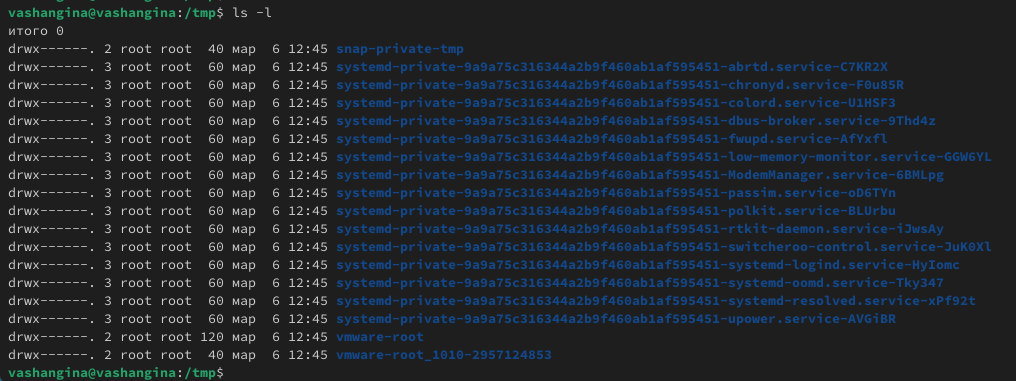 vashangina@vashangina:/tmp$ ls -l
итого 0
drwx------. 2 root root  40 мар  6 12:45 snap-private-tmp
drwx------. 3 root root  60 мар  6 12:45 systemd-private-9a9a75c316344a2b9f460ab1af595451-abrtd.service-C7KR2X
drwx------. 3 root root  60 мар  6 12:45 systemd-private-9a9a75c316344a2b9f460ab1af595451-chronyd.service-F0u85R
drwx------. 3 root root  60 мар  6 12:45 systemd-private-9a9a75c316344a2b9f460ab1af595451-colord.service-U1HSF3
drwx------. 3 root root  60 мар  6 12:45 systemd-private-9a9a75c316344a2b9f460ab1af595451-dbus-broker.service-9Thd4z
drwx------. 3 root root  60 мар  6 12:45 systemd-private-9a9a75c316344a2b9f460ab1af595451-fwupd.service-AfYxfl
drwx------. 3 root root  60 мар  6 12:45 systemd-private-9a9a75c316344a2b9f460ab1af595451-low-memory-monitor.service-GGW6YL
drwx------. 3 root root  60 мар  6 12:45 systemd-private-9a9a75c316344a2b9f460ab1af595451-ModemManager.service-6BMLpg
drwx------. 3 root root  60 мар  6 12:45 systemd-private-9a9a75c316344a2b9f460ab1af595451-passim.service-oD6TYn
drwx------. 3 root root  60 мар  6 12:45 systemd-private-9a9a75c316344a2b9f460ab1af595451-polkit.service-BLUrbu
drwx------. 3 root root  60 мар  6 12:45 systemd-private-9a9a75c316344a2b9f460ab1af595451-rtkit-daemon.service-iJwsAy
drwx------. 3 root root  60 мар  6 12:45 systemd-private-9a9a75c316344a2b9f460ab1af595451-switcheroo-control.service-JuK0Xl
drwx------. 3 root root  60 мар  6 12:45 systemd-private-9a9a75c316344a2b9f460ab1af595451-systemd-logind.service-HyIomc
drwx------. 3 root root  60 мар  6 12:45 systemd-private-9a9a75c316344a2b9f460ab1af595451-systemd-oomd.service-Tky347
drwx------. 3 root root  60 мар  6 12:45 systemd-private-9a9a75c316344a2b9f460ab1af595451-systemd-resolved.service-xPf92t
drwx------. 3 root root  60 мар  6 12:45 systemd-private-9a9a75c316344a2b9f460ab1af595451-upower.service-AVGiBR
drwx------. 2 root root 120 мар  6 12:45 vmware-root
drwx------. 2 root root  40 мар  6 12:45 vmware-root_1010-2957124853
vashangina@vashangina:/tmp$